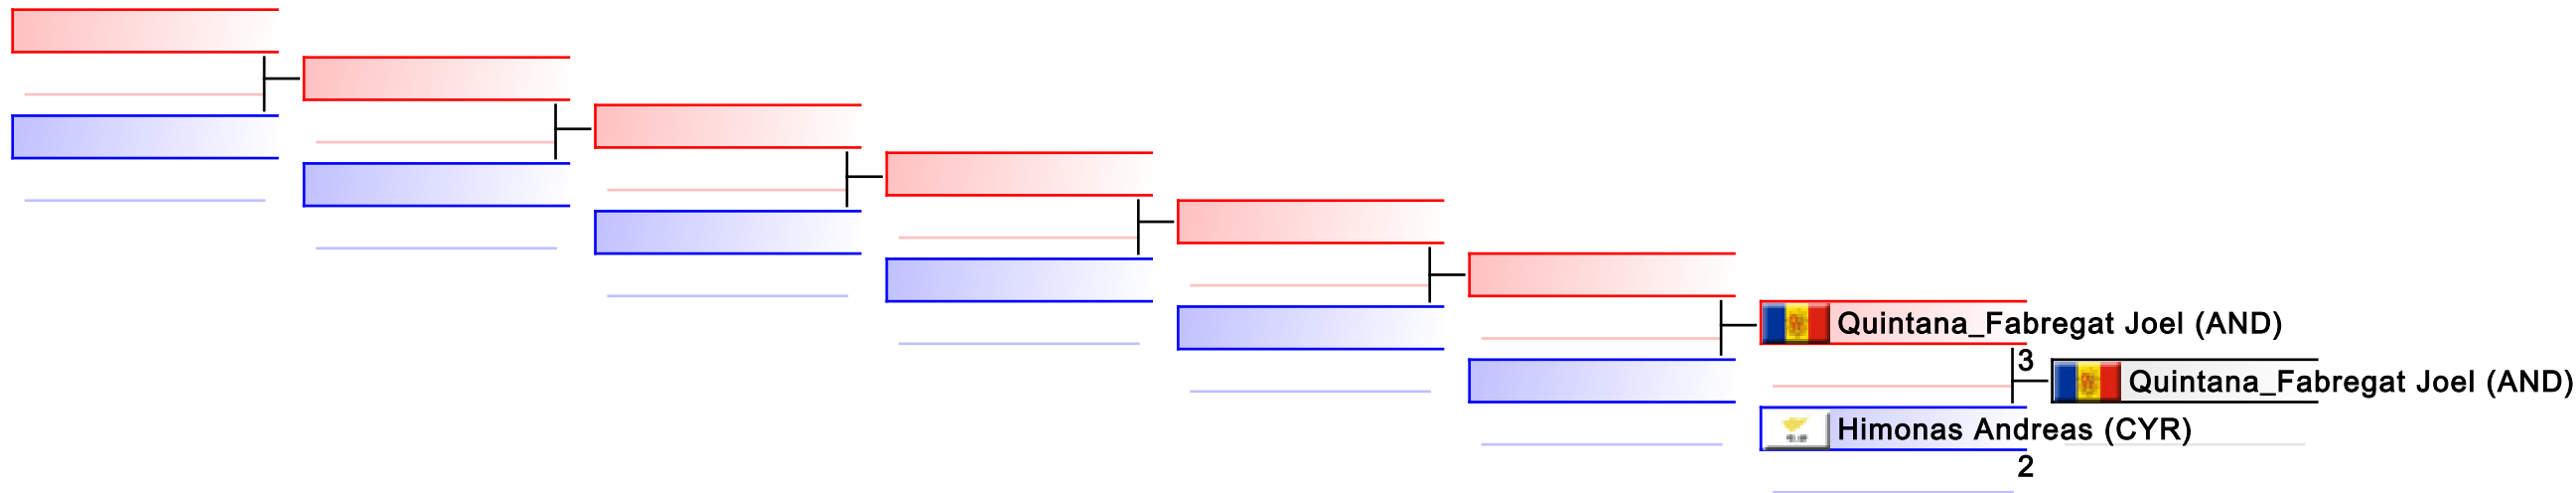 Quintana_Fabregat Joel (AND)
3
Quintana_Fabregat Joel (AND)
Himonas Andreas (CYR)
2